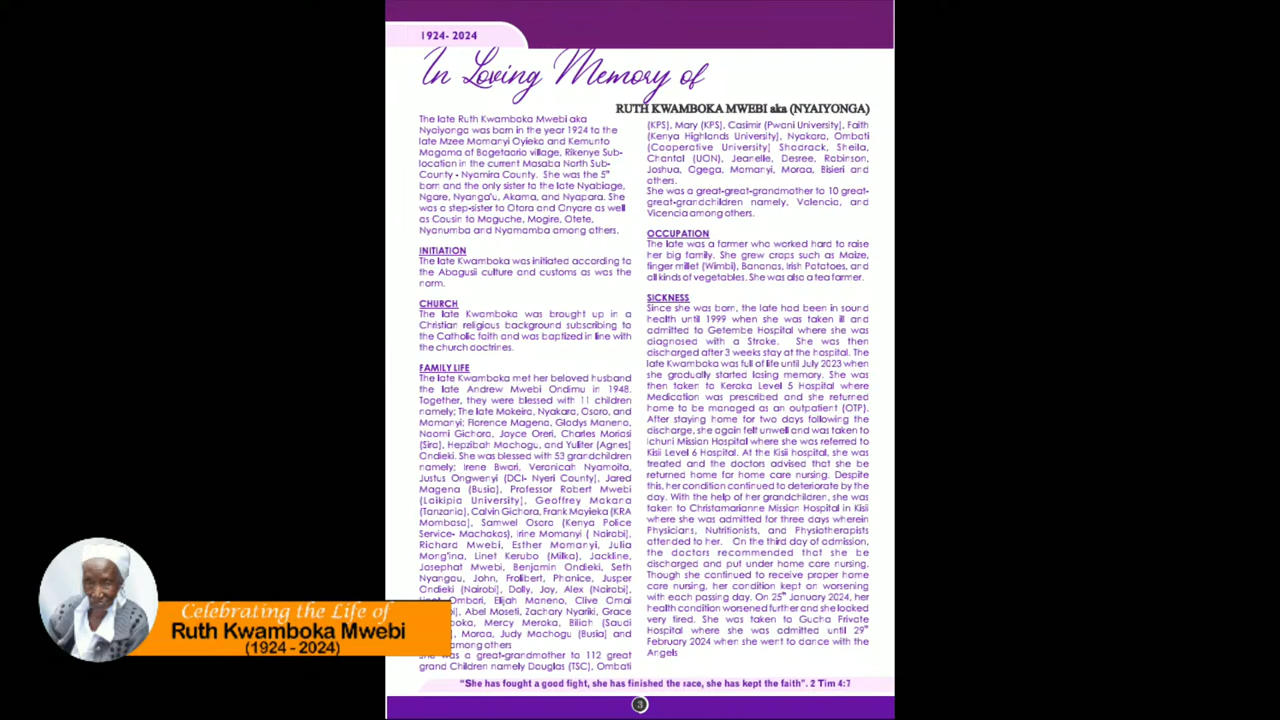 1924- 2024
In Loving Memory of
RUTH KWAMBOKA MWEBI aka (NYAIYONGA)
The late Ruth Kwamboka Mwebi aka
Nyaiyonga was born in the year 1924 to the
late Mzee Momanyi Oyieka and Kemunto
Magoma of Bogetaario village, Rikenye Sub-
location in the current Masaba North Sub-
County - Nyamira County. She was the 5th
born and the only sister to the late Nyabiage,
Ngare, Nyanga'u, Akama, and Nyapara. She
was a step-sister to Otara and Onyare as well
as Cousin to Maguche, Mogire, Otete,
Nyanumba and Nyamamba among others.
INITIATION
The late Kwamboka was initiated according to
the Abagusii culture and customs as was the
norm.
CHURCH
The late Kwamboka was brought up in a
Christian religious background subscribing to
the Catholic faith and was baptized in line with
the church doctrines.
FAMILY LIFE
The late Kwamboka met her beloved husband
the late Andrew Mwebi Ondimu in 1948.
Together, they were blessed with 11 children
namely; The late Mokeira, Nyakara, Osoro, and
Momanyi; Florence Magena, Gladys Maneno,
Naomi Gichora, Joyce Oreri, Charles Moriasi
(Sira), Hepzibah Machogu, and Yuliter (Agnes)
Ondieki. She was blessed with 53 grandchildren
namely; Irene Bwari, Veronicah Nyamoita,
Justus Ongwenyi (DCI- Nyeri County), Jared
Magena (Busia), Professor Robert Mwebi
(Laikipia University), Geoffrey Makana
(Tanzania), Calvin Gichora, Frank Mayieka (KRA
Mombasa), Samwel Osoro (Kenya Police
Service- Machakos), Irine Momanyi ( Nairobi),
Richard Mwebi, Esther Momanyi, Julia
Mong'ina, Linet Kerubo (Milka), Jackline,
Josephat Mwebi, Benjamin Ondieki, Seth
Nyangau, John, Frolibert, Phanice, Jusper
Ondieki (Nairobi), Dolly, Joy, Alex (Nairobi),
Ombori, Elijah Maneno, Clive Omai
Abel Moseti, Zachary Nyariki, Grace
Mercy Meroka, Biliah (Saudi
Moraa, Judy Machogu (Busia) and
among others
She was a great-grandmother to 112 great
grand Children namely Douglas (TSC), Ombati
(KPS), Mary (KPS), Casimir (Pwani University), Faith
(Kenya Highlands University), Nyakara, Ombati
(Cooperative University) Shadrack, Sheila,
Chantal (UON), Jeanelle, Desree, Robinson,
Joshua, Ogega, Momanyi, Moraa, Bisieri and
others.
She was a great-great-grandmother to 10 great-
great-grandchildren namely, Valencia, and
Vicencia among others.
OCCUPATION
The late was a farmer who worked hard to raise
her big family. She grew crops such as Maize,
finger millet (Wimbi), Bananas, Irish Potatoes, and
all kinds of vegetables. She was also a tea farmer.
SICKNESS
Since she was born, the late had been in sound
health until 1999 when she was taken ill and
admitted to Getembe Hospital where she was
diagnosed with a Stroke. She was then
discharged after 3 weeks stay at the hospital. The
late Kwamboka was full of life until July 2023 when
she gradually started losing memory. She was
then taken to Keroka Level 5 Hospital where
Medication was prescribed and she returned
home to be managed as an outpatient (OTP).
After staying home for two days following the
discharge, she again felt unwell and was taken to
Ichuni Mission Hospital where she was referred to
Kisii Level 6 Hospital. At the Kisii hospital, she was
treated and the doctors advised that she be
returned home for home care nursing. Despite
this, her condition continued to deteriorate by the
day. With the help of her grandchildren, she was
taken to Christamarianne Mission Hospital in Kisii
where she was admitted for three days wherein
Physicians, Nutritionists, and Physiotherapists
attended to her. On the third day of admission,
the doctors recommended that she be
discharged and put under home care nursing.
Though she continued to receive proper home
care nursing, her condition kept on worsening
with each passing day. On 25th January 2024, her
health condition worsened further and she looked
very tired. She was taken to Gucha Private
Hospital where she was admitted until 29th
February 2024 when she went to dance with the
Angels
"She has fought a good fight, she has finished the race, she has kept the faith". 2 Tim 4:7
3
Celebrating the Life of
Ruth Kwamboka Mwebi
(1924 - 2024)